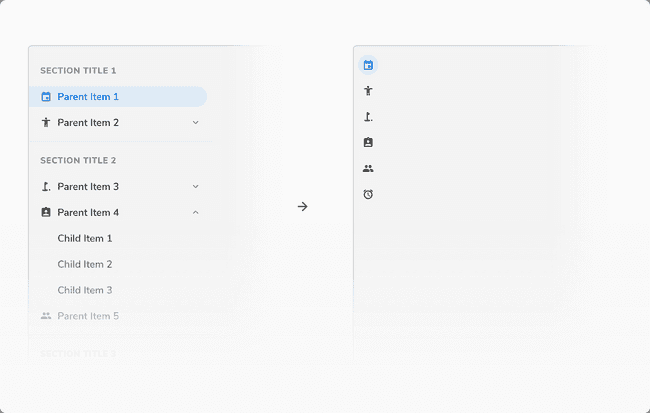 SECTION TITLE 1
Parent Item 1
Parent Item 2
SECTION TITLE 2
Parent Item 3
Parent Item 4
Child Item 1
Child Item 2
Child Item 3
Parent Item 5